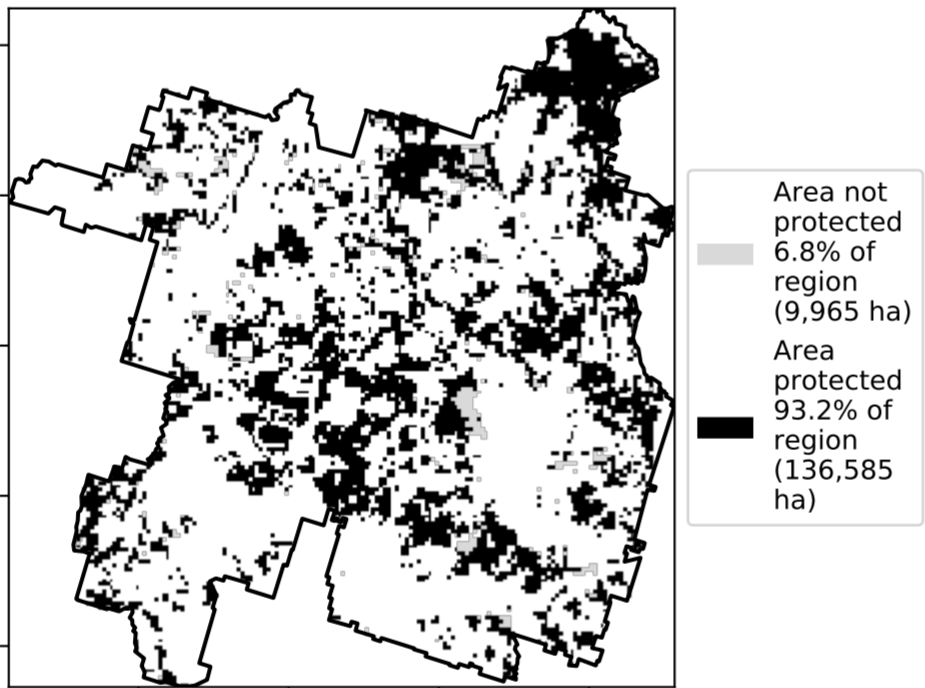 Area not
protected
6.8% of
region
(9,965 ha)
Area
protected
93.2% of
region
(136,585
ha)